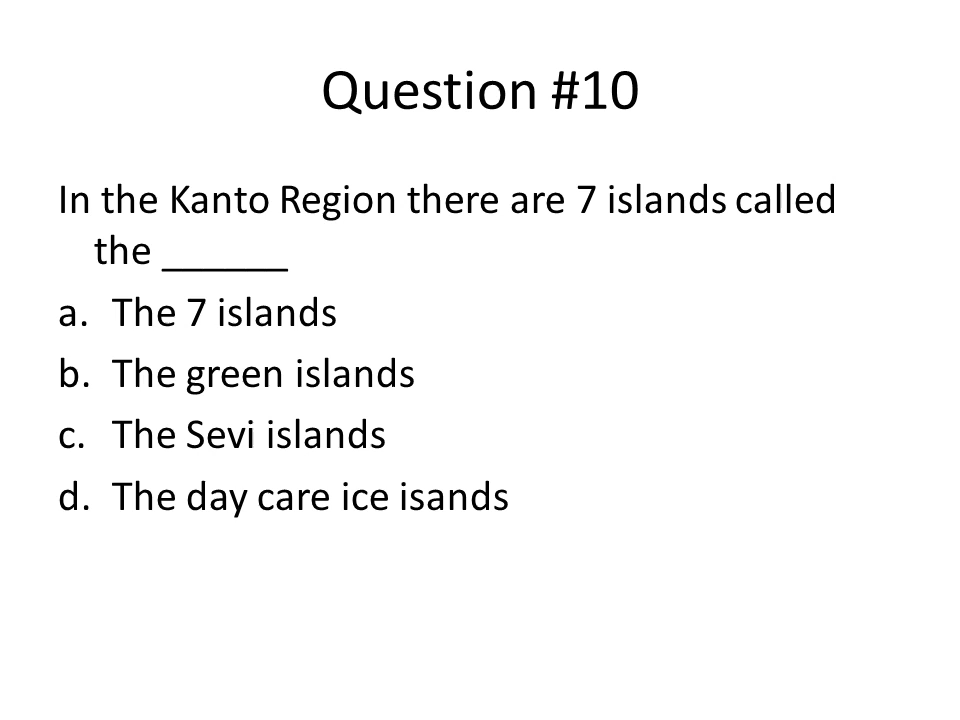 Question #10
In the Kanto Region there are 7 islands called
the ______
a. The 7 islands
b. The green islands
c. The Sevi islands
d. The day care ice isands